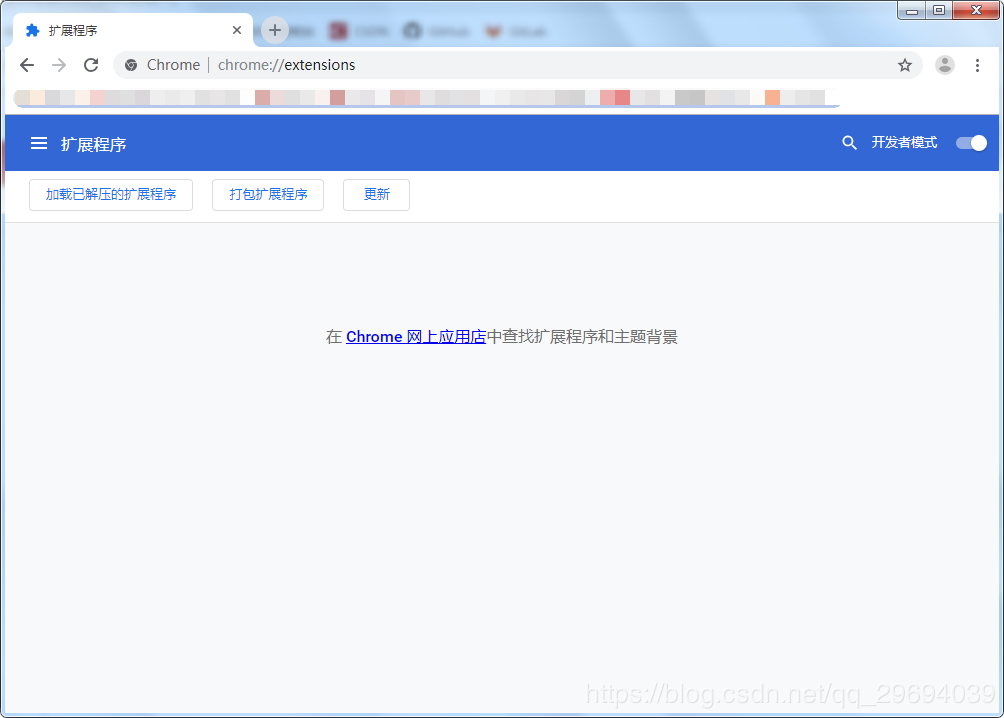 扩展程序
Chrome | chrome://extensions
扩展程序
开发者模式
加载已解压的扩展程序
打包扩展程序
更新
在 Chrome 网上应用店中查找扩展程序和主题背景
https://blog.csdn.net/qq_29694039